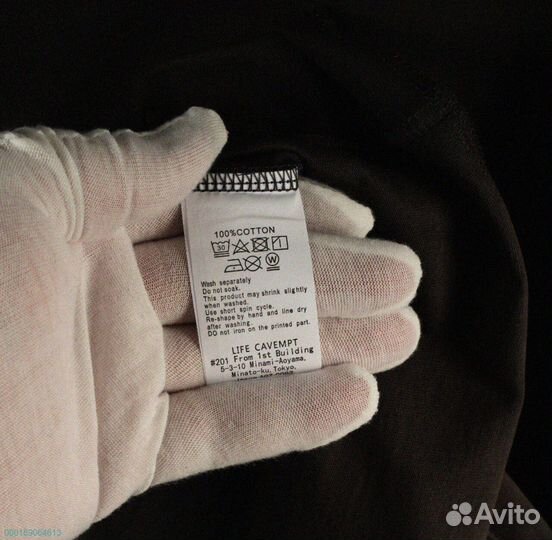 100%COTTON
30
W
Wash separately
Do not soak.
This product may shrink slightly
when washed.
Use short spin cycle.
Re-shape by hand and line dry
after washing.
DO not iron on the printed part.
LIFE CAVEMPT
#201 From 1st Building
5-3-10 Minami-Aoyama,
Minato-ku, Tokyo,
000169064613
Avito